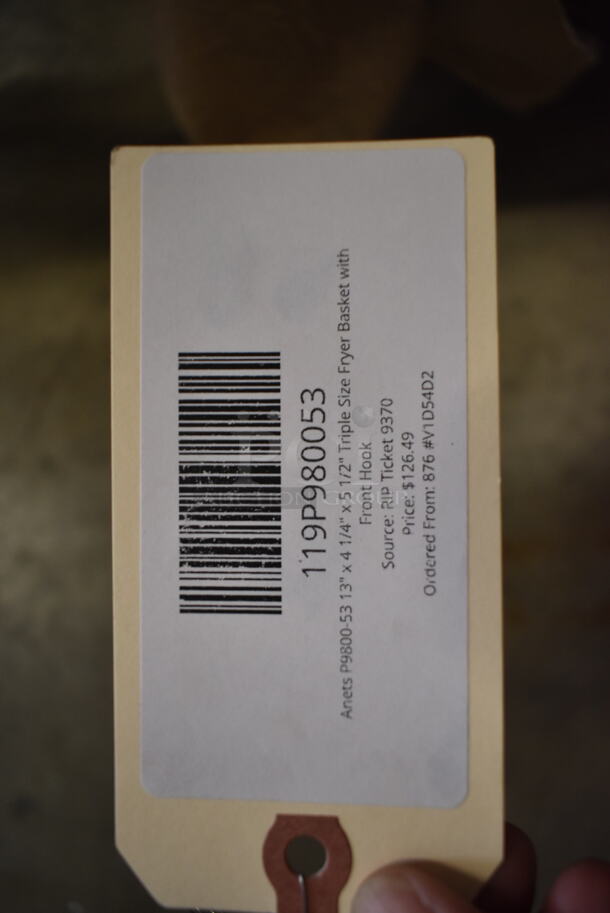 119P980053
Anets P9800-53 13" x 4 1/4" x 5 1/2" Triple Size Fryer Basket with
Front Hook
Source: RIP Ticket 9370
Price: $126.49
Ordered From: 876 #V1D54D2